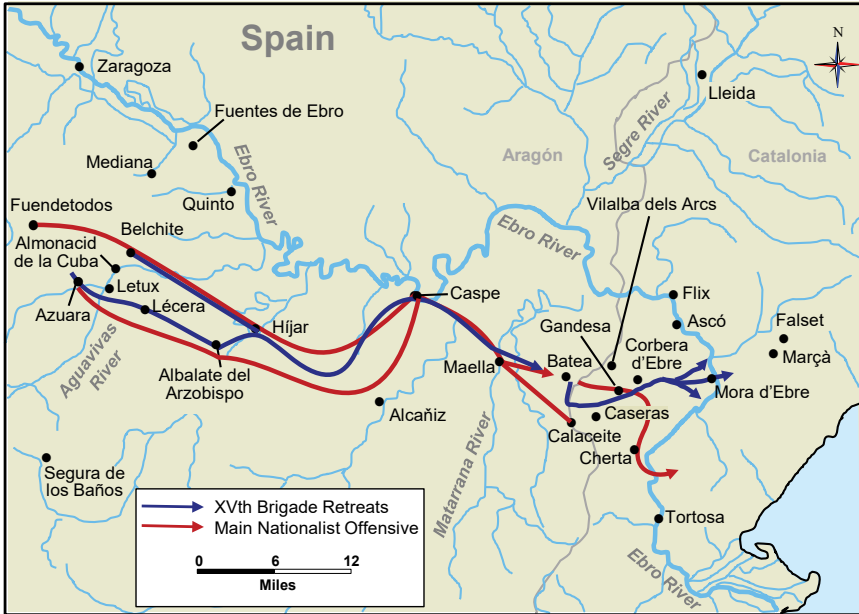 Spain
N
Zaragoza
Lleida
Fuentes de Ebro
Segre River
Aragón
Catalonia
Mediana
Ebro River
Quinto
Vilalba dels Arcs
Fuendetodos
Belchite
Ebro River
Almonacid
de la Cuba
Letux
Caspe
Flix
Azuara
Lécera
Gandesa
Ascó
Híjar
Corbera
d'Ebre
Falset
Aguavivas
River
Maella
Batea
Marçà
Albalate del
Arzobispo
Mora d'Ebre
Alcañiz
Caseras
Calaceite
Matarrana River
Cherta
Segura de
los Baños
XVth Brigade Retreats
Main Nationalist Offensive
Tortosa
0 6 12
Miles
Ebro River